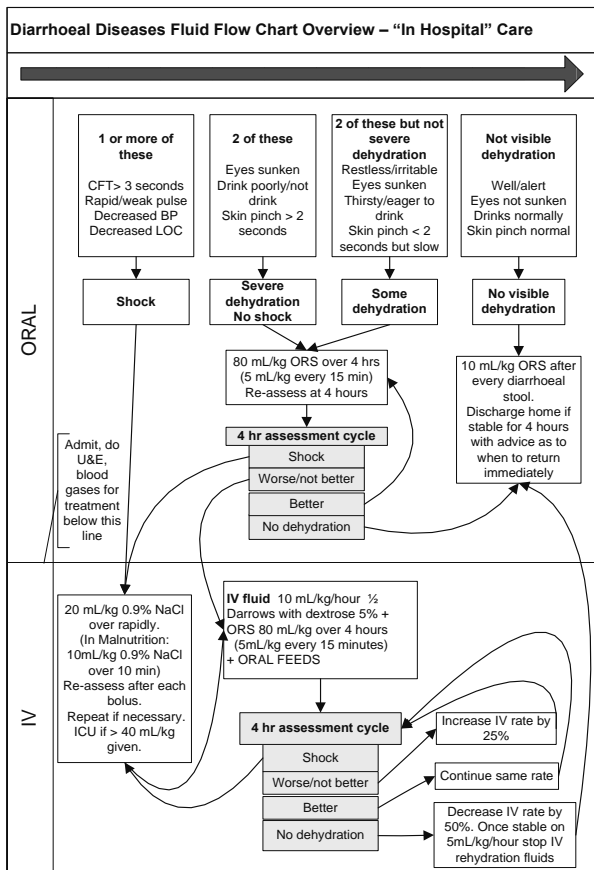 Diarrhoeal Diseases Fluid Flow Chart Overview – “In Hospital” Care
ORAL
1 or more of
these
CFT> 3 seconds
Rapid/weak pulse
Decreased BP
Decreased LOC
2 of these
Eyes sunken
Drink poorly/not
drink
Skin pinch > 2
seconds
2 of these but not
severe
dehydration
Restless/irritable
Eyes sunken
Thirsty/eager to
drink
Skin pinch < 2
seconds but slow
Not visible
dehydration
Well/alert
Eyes not sunken
Drinks normally
Skin pinch normal
Shock
Severe
dehydration
No shock
Some
dehydration
No visible
dehydration
80 mL/kg ORS over 4 hrs
(5 mL/kg every 15 min)
Re-assess at 4 hours
10 mL/kg ORS after
every diarrhoeal
stool.
Discharge home if
stable for 4 hours
with advice as to
when to return
immediately
4 hr assessment cycle
Shock
Worse/not better
Better
No dehydration
Admit, do
U&E,
blood
gases for
treatment
below this
line
IV
20 mL/kg 0.9% NaCl
over rapidly.
(In Malnutrition:
10mL/kg 0.9% NaCl
over 10 min)
Re-assess after each
bolus.
Repeat if necessary.
ICU if > 40 mL/kg
given.
IV fluid 10 mL/kg/hour ½
Darrows with dextrose 5% +
ORS 80 mL/kg over 4 hours
(5mL/kg every 15 minutes)
+ ORAL FEEDS
4 hr assessment cycle
Shock
Worse/not better
Better
No dehydration
Increase IV rate by
25%
Continue same rate
Decrease IV rate by
50%. Once stable on
5mL/kg/hour stop IV
rehydration fluids